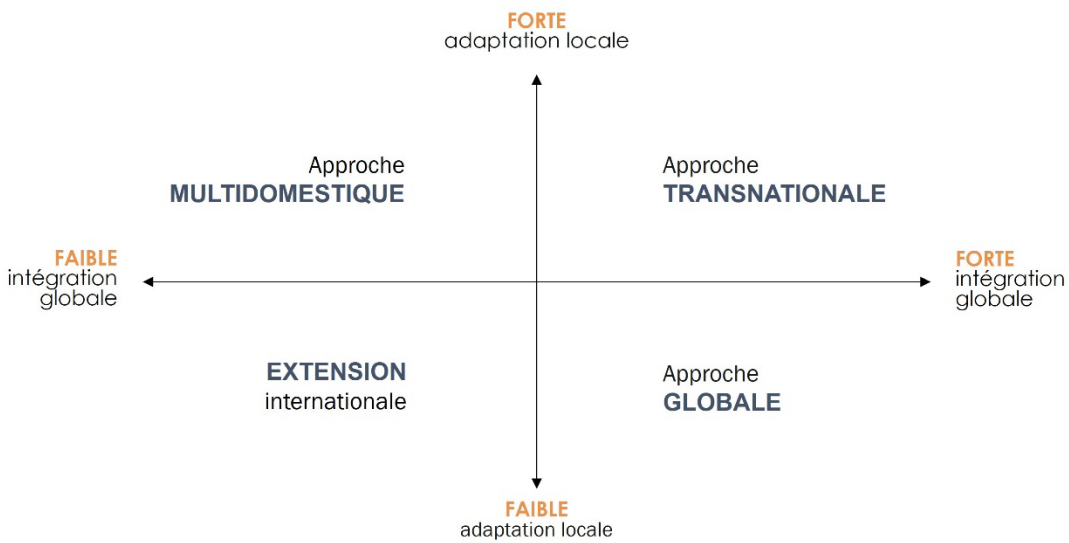 FORTE
adaptation locale
Approche
MULTIDOMESTIQUE
Approche
TRANSNATIONALE
FAIBLE
intégration
globale
FORTE
intégration
globale
EXTENSION
internationale
Approche
GLOBALE
FAIBLE
adaptation locale